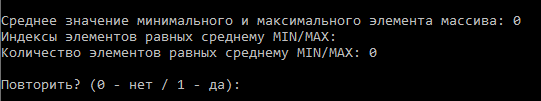 Среднее значение минимального и максимального элемента массива: 0
Индексы элементов равных среднему MIN/MAX:
Количество элементов равных среднему MIN/MAX: 0
Повторить? (0 - нет / 1 - да):